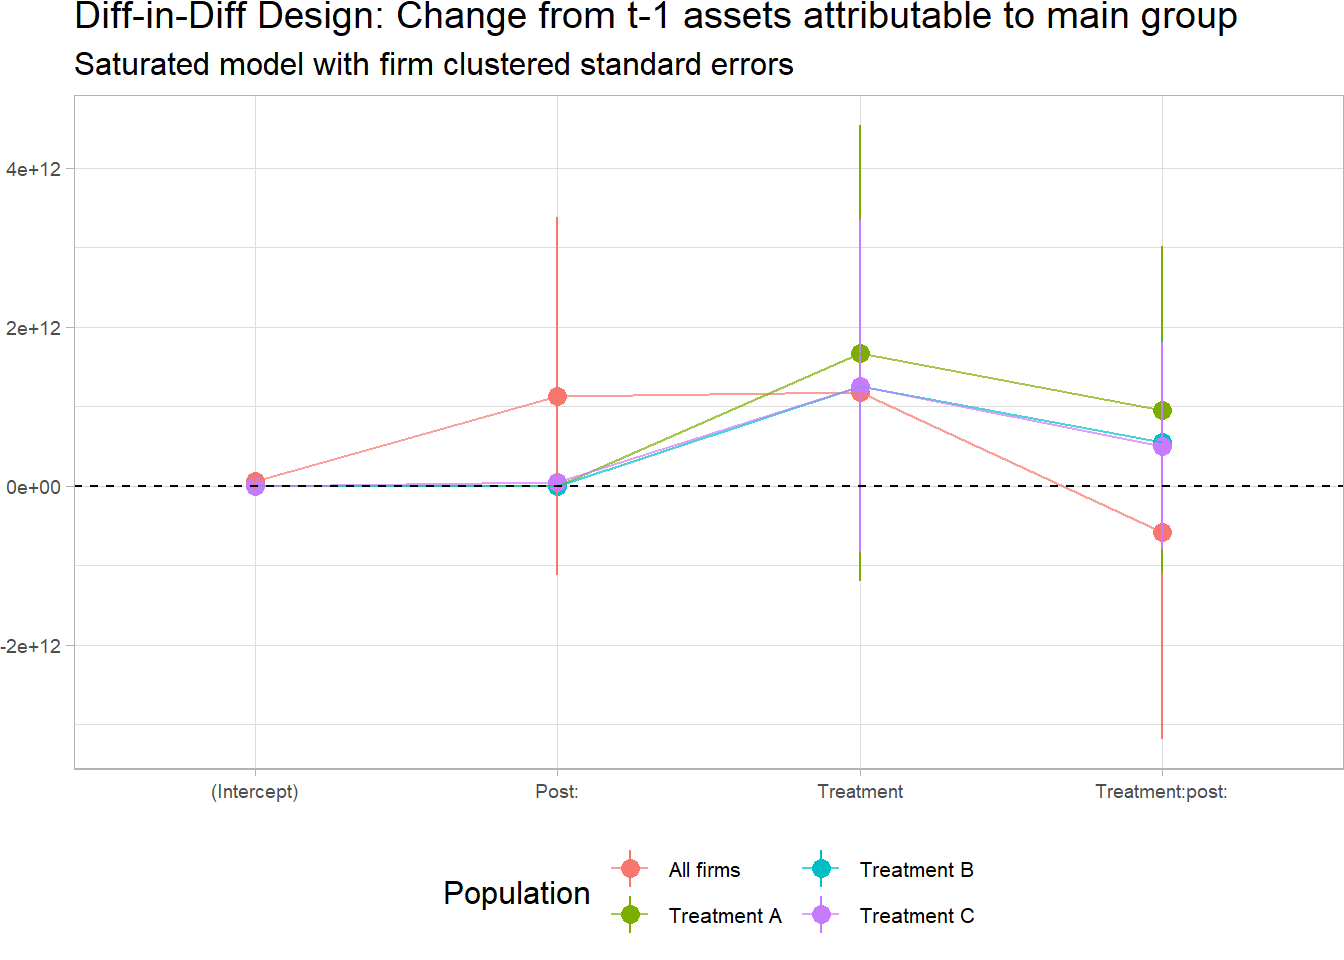 Diff-in-Diff Design: Change from t-1 assets attributable to main group
Saturated model with firm clustered standard errors
4e+12
2e+12
0e+00
-2e+12
(Intercept)
Post:
Treatment
Treatment:post:
Population
All firms
Treatment B
Treatment A
Treatment C